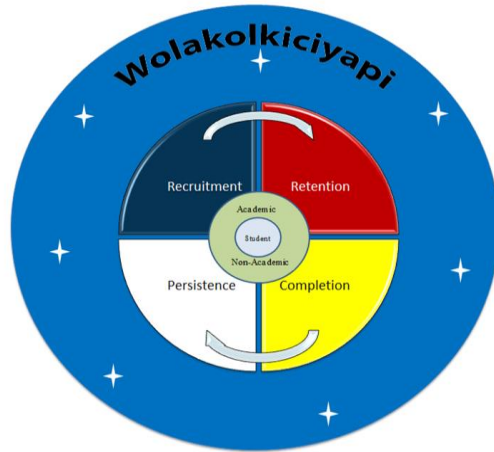 Wolakolkiciyapi
Recruitment
Retention
Academic
Student
Non-Academic
Persistence
Completion